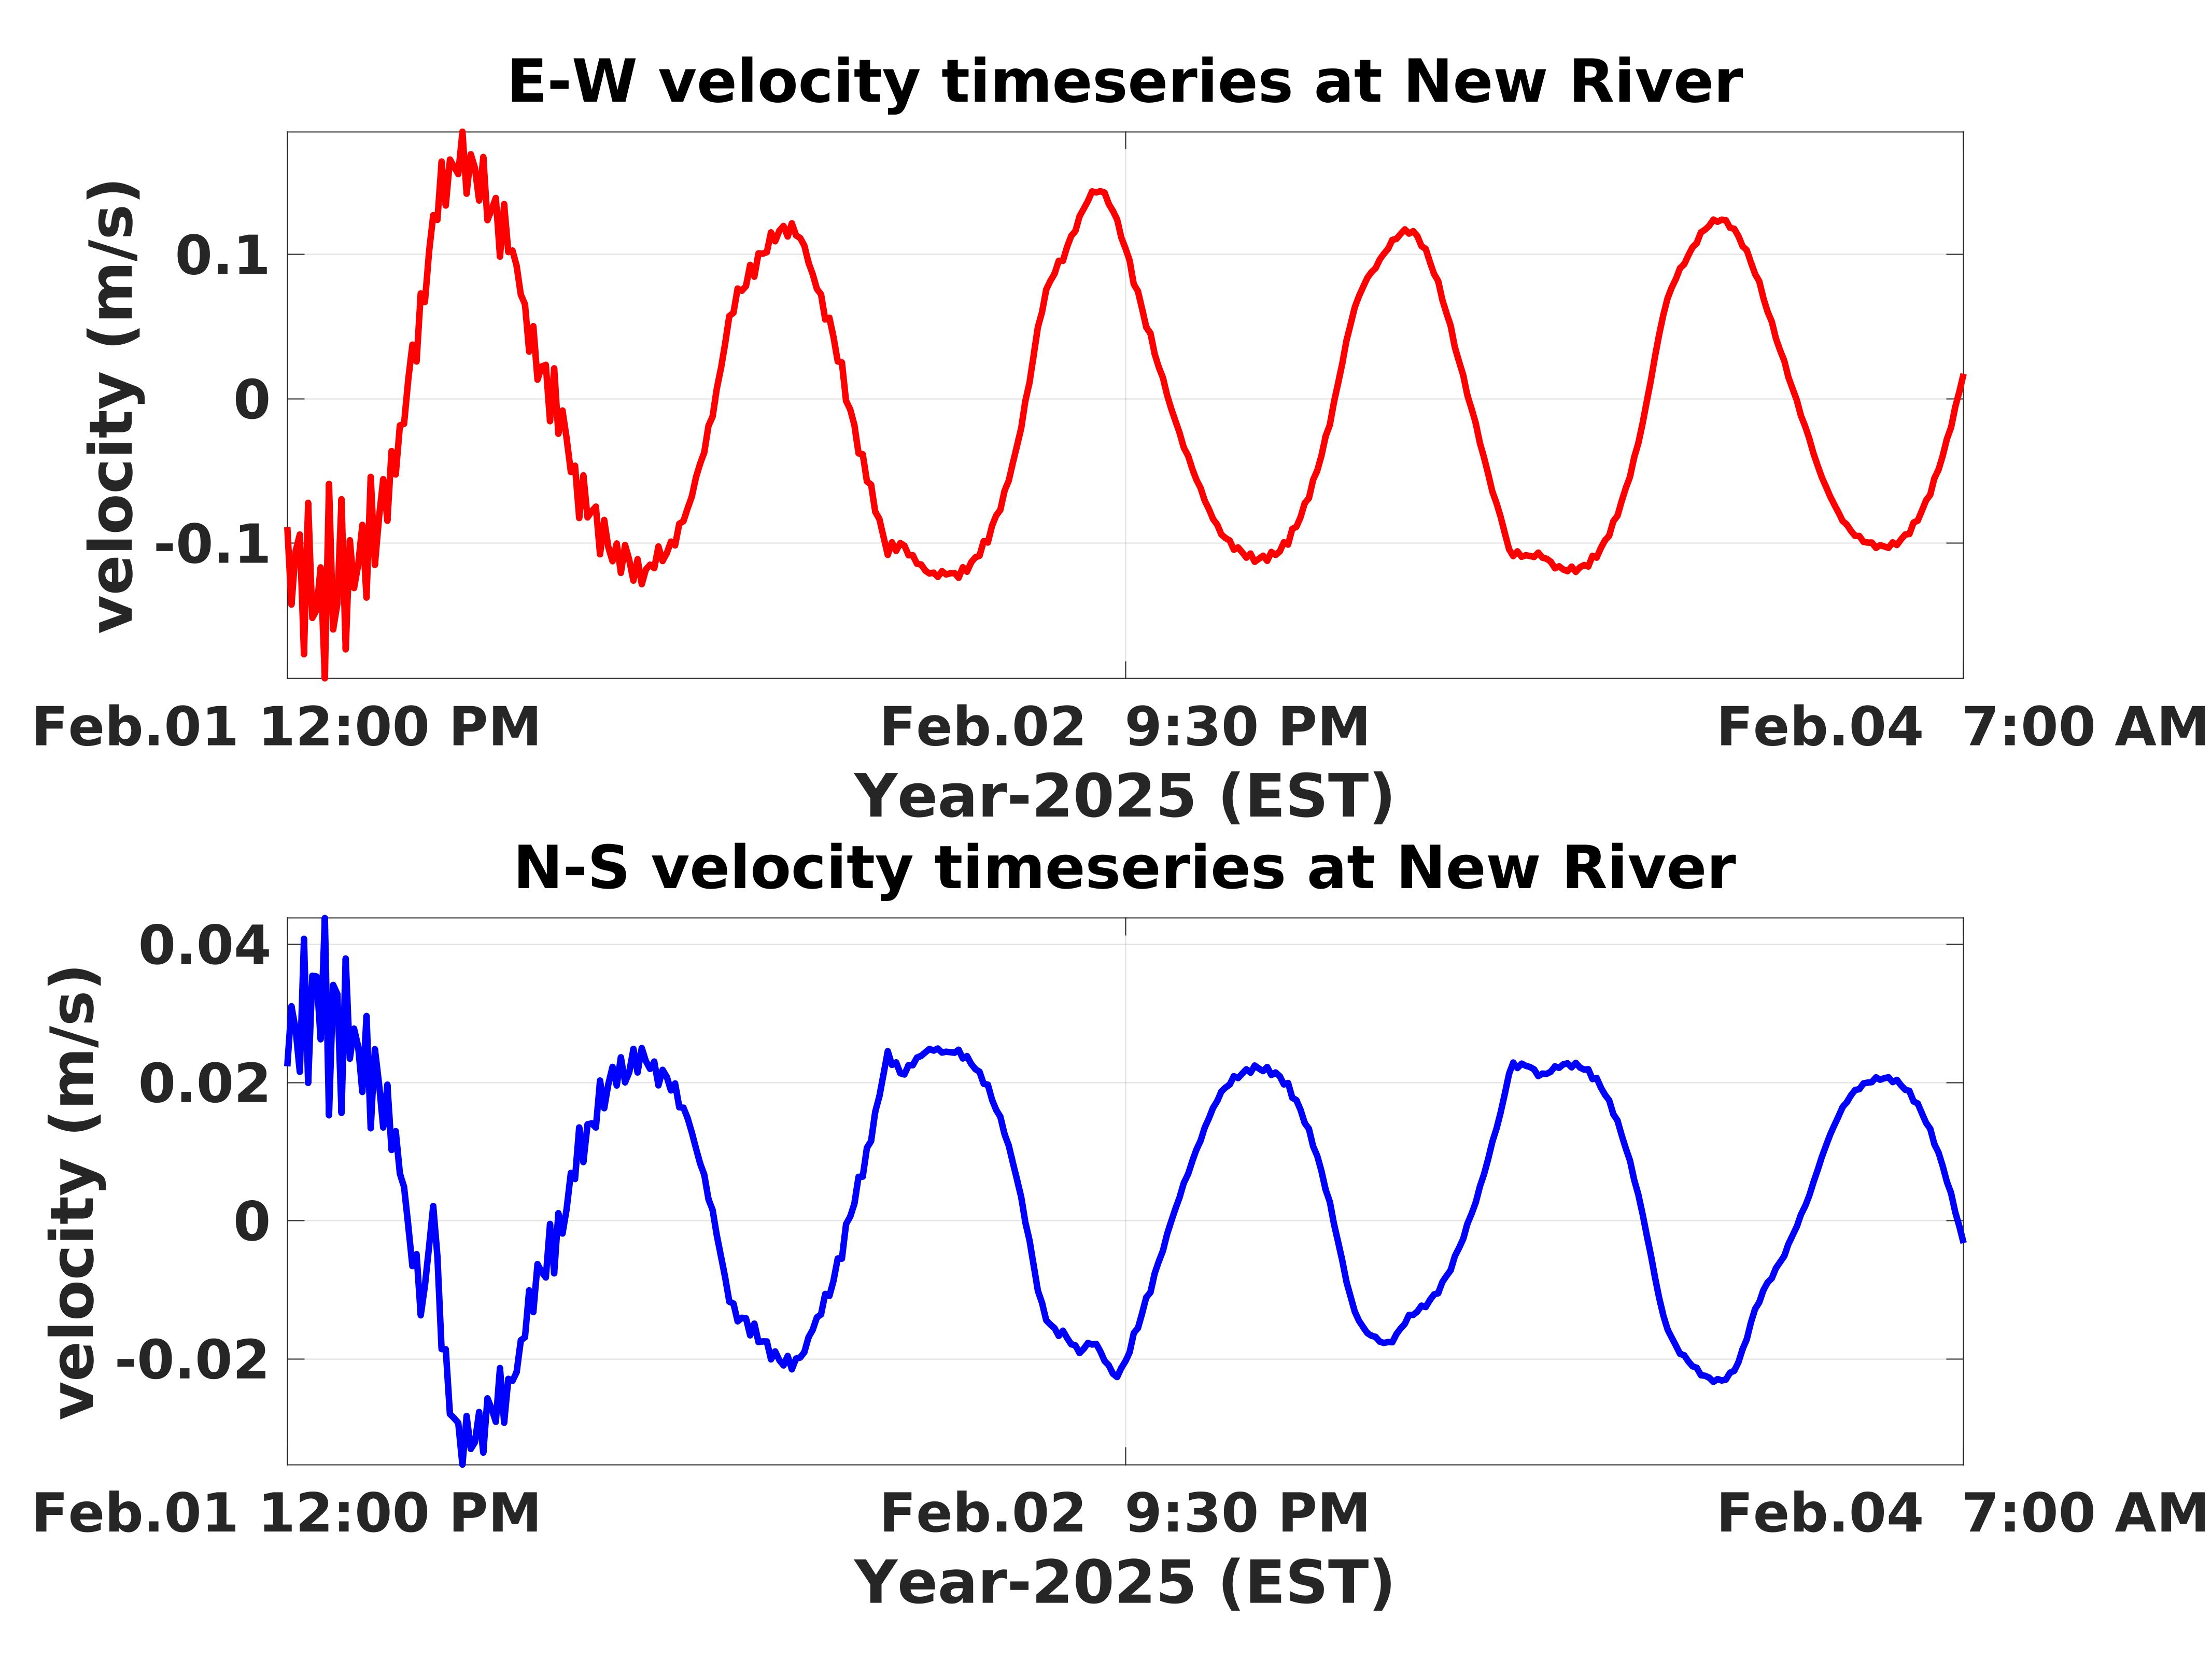 E-W velocity timeseries at New River
velocity (m/s)
0.1
0
-0.1
Feb.01 12:00 PM Feb.02  9:30 PM Feb.04  7:00 AM
Year-2025 (EST)
N-S velocity timeseries at New River
velocity (m/s)
0.04
0.02
0
-0.02
Feb.01 12:00 PM Feb.02  9:30 PM Feb.04  7:00 AM
Year-2025 (EST)